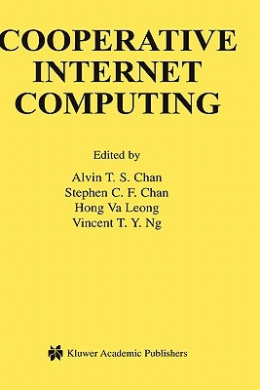 COOPERATIVE
INTERNET
COMPUTING
Edited by
Alvin T. S. Chan
Stephen C. F. Chan
Hong Va Leong
Vincent T. Y. Ng
Kluwer Academic Publishers